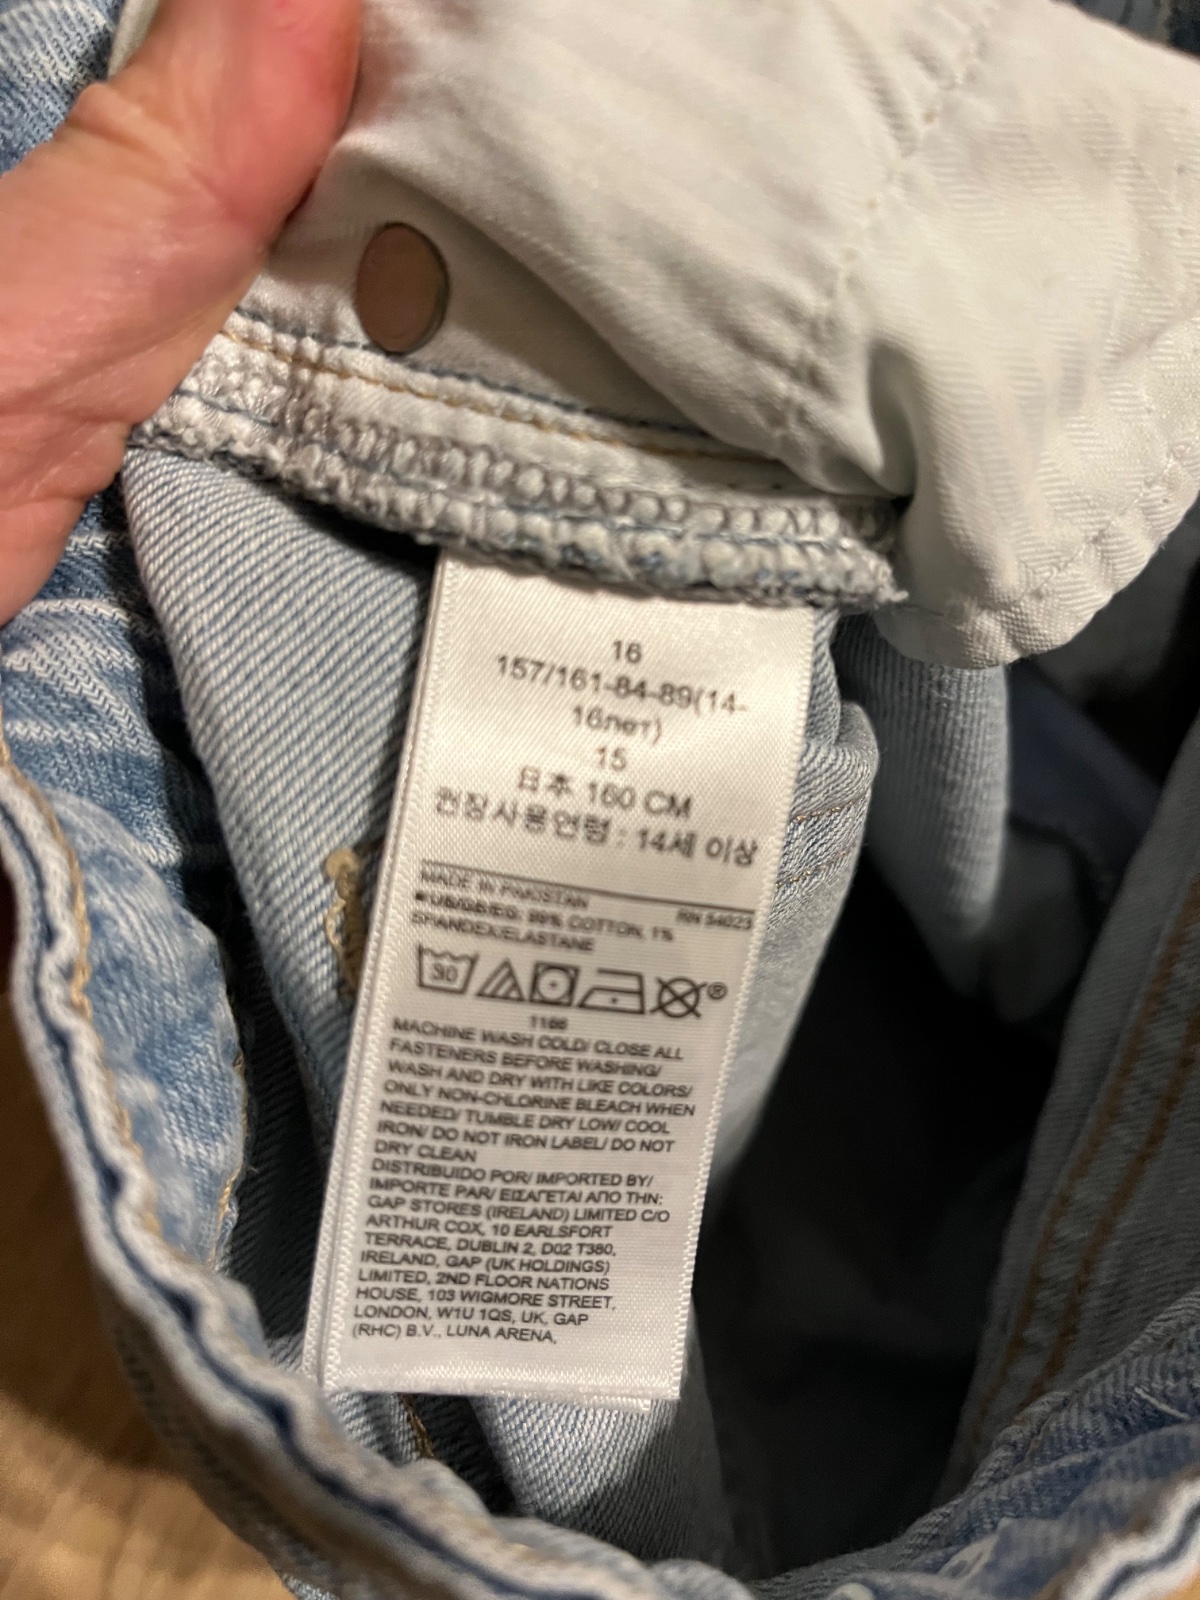 16
157/161-84-89(14-
16лет)
15
日本 160 CM
권장사용연령 : 14세 이상
MADE IN PAKISTAN
RN 54023
99% COTTON, 1%
SPANDEX/ELASTANE
30
®
1166
MACHINE WASH COLD/ CLOSE ALL
FASTENERS BEFORE WASHING/
WASH AND DRY WITH LIKE COLORS/
ONLY NON-CHLORINE BLEACH WHEN
NEEDED/ TUMBLE DRY LOW/ COOL
IRON/ DO NOT IRON LABEL/ DO NOT
DRY CLEAN
DISTRIBUIDO POR/ IMPORTED BY/
IMPORTE PAR/ ΕΙΣΑΓΕΤΑΙ ΑΠΟ ΤΗΝ:
GAP STORES (IRELAND) LIMITED C/O
ARTHUR COX, 10 EARLSFORT
TERRACE, DUBLIN 2, D02 T380,
IRELAND, GAP (UK HOLDINGS)
LIMITED, 2ND FLOOR NATIONS
HOUSE, 103 WIGMORE STREET,
LONDON, W1U 1QS, UK, GAP
(RHC) B.V., LUNA ARENA,